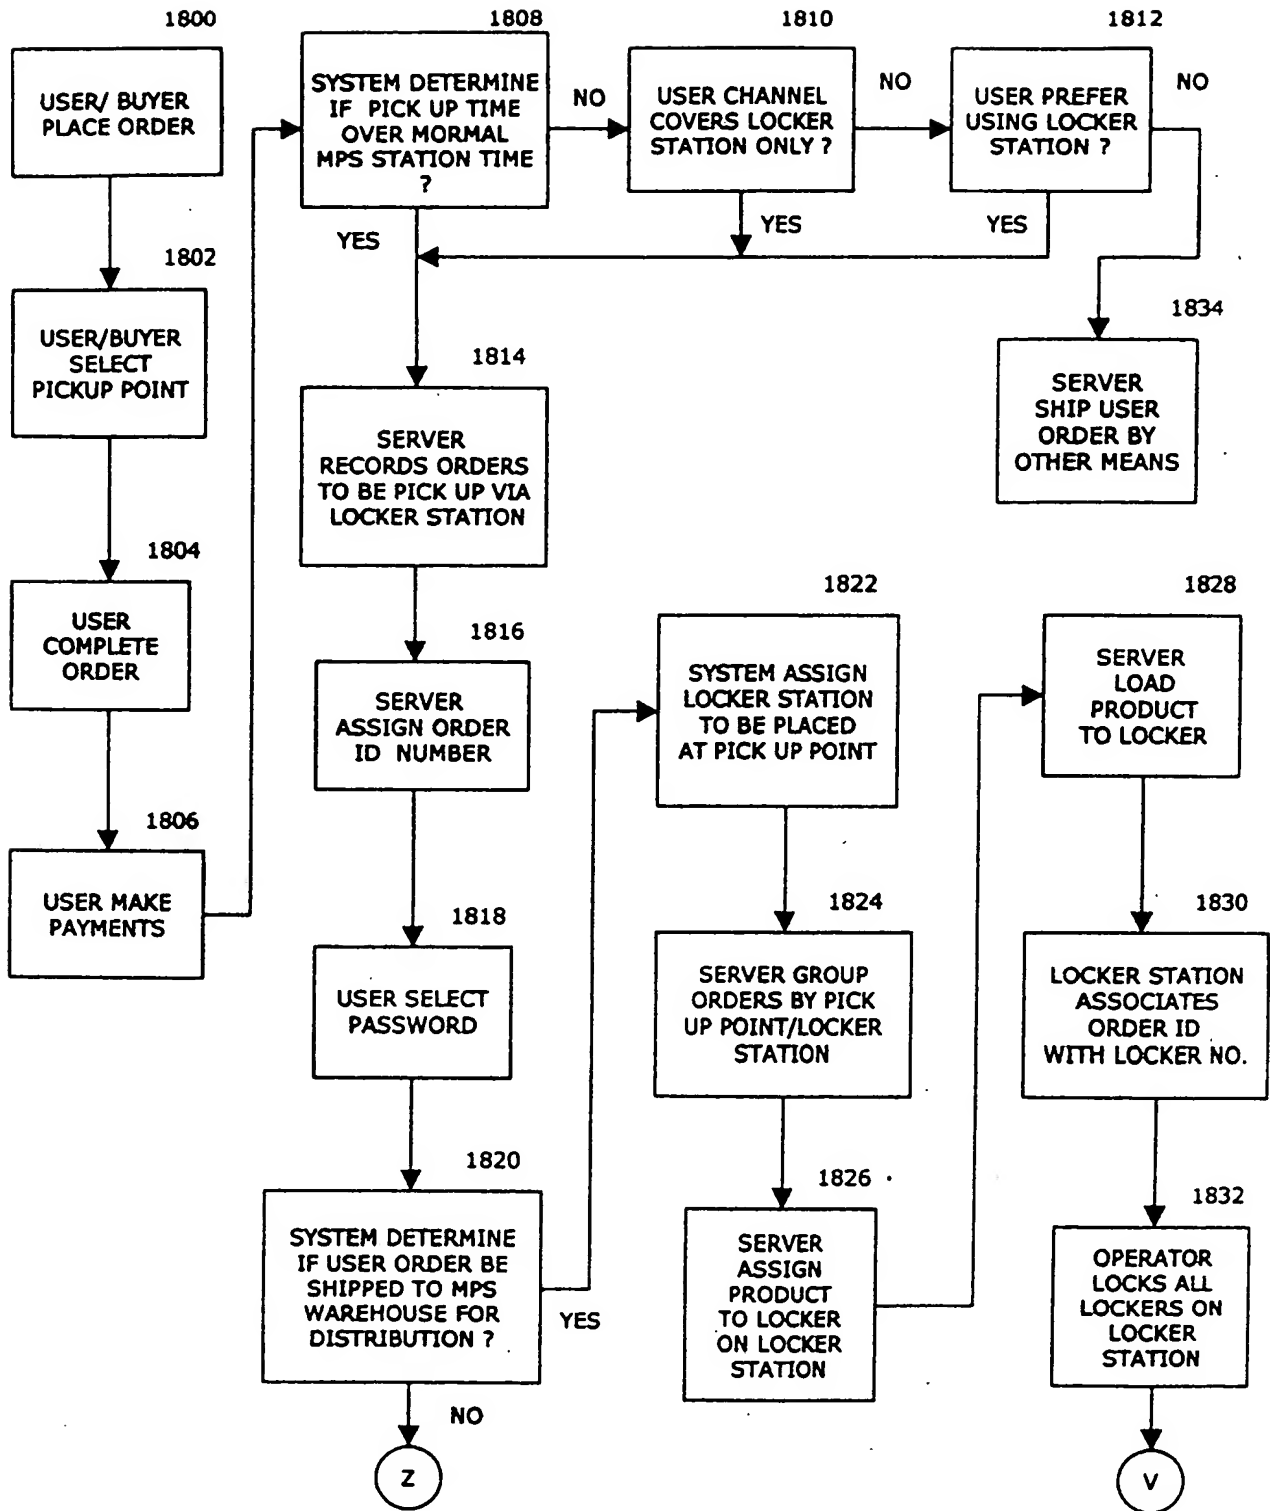 1800
USER/ BUYER
PLACE ORDER
1802
USER/BUYER
SELECT
PICKUP POINT
1804
USER
COMPLETE
ORDER
1806
USER MAKE
PAYMENTS
1808
SYSTEM DETERMINE
IF PICK UP TIME
OVER MORMAL
MPS STATION TIME
?
NO
YES
1810
USER CHANNEL
COVERS LOCKER
STATION ONLY ?
NO
YES
1812
USER PREFER
USING LOCKER
STATION ?
NO
YES
1834
SERVER
SHIP USER
ORDER BY
OTHER MEANS
1814
SERVER
RECORDS ORDERS
TO BE PICK UP VIA
LOCKER STATION
1816
SERVER
ASSIGN ORDER
ID NUMBER
1818
USER SELECT
PASSWORD
1820
SYSTEM DETERMINE
IF USER ORDER BE
SHIPPED TO MPS
WAREHOUSE FOR
DISTRIBUTION ?
YES
NO
Z
1822
SYSTEM ASSIGN
LOCKER STATION
TO BE PLACED
AT PICK UP POINT
1824
SERVER GROUP
ORDERS BY PICK
UP POINT/LOCKER
STATION
1826
SERVER
ASSIGN
PRODUCT
TO LOCKER
ON LOCKER
STATION
1828
SERVER
LOAD
PRODUCT
TO LOCKER
1830
LOCKER STATION
ASSOCIATES
ORDER ID
WITH LOCKER NO.
1832
OPERATOR
LOCKS ALL
LOCKERS ON
LOCKER
STATION
V